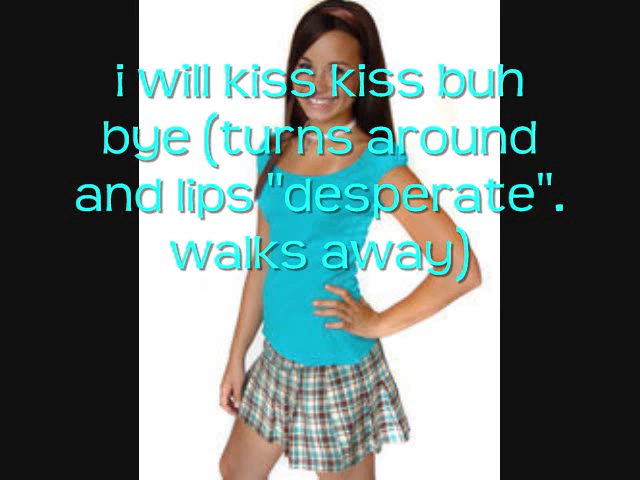 i will kiss kiss buh
bye (turns around
and lips "desperate".
walks away)